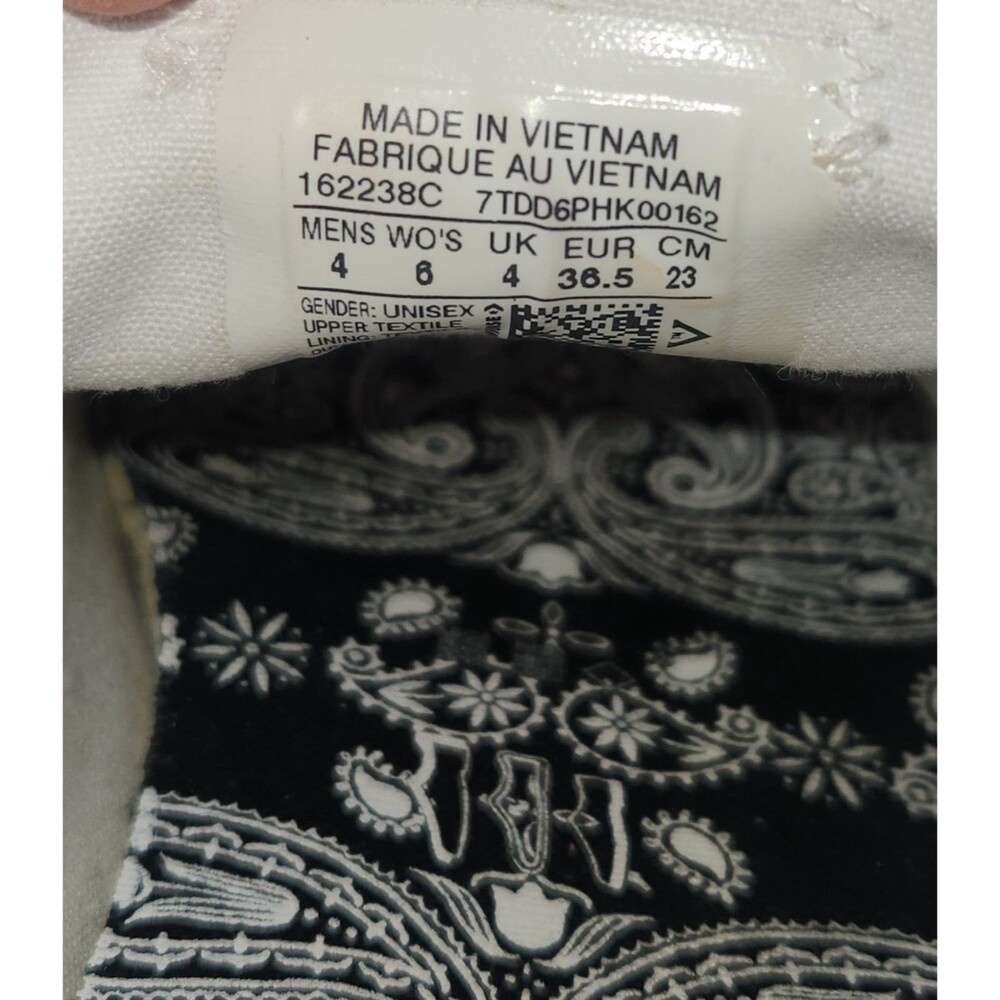 MADE IN VIETNAM
FABRIQUE AU VIETNAM
162238C 7TDD6PHK00162
MENS WO'S UK EUR CM
4 6 4 36.5 23
GENDER: UNISEX
UPPER TEXTILE
LINING: